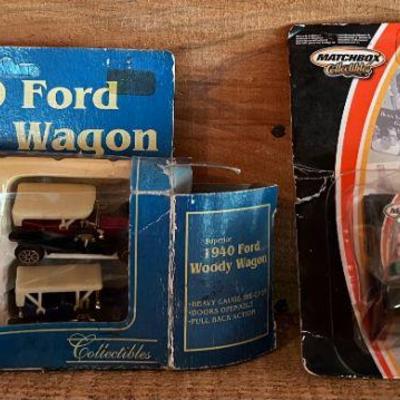 0 Ford
Wagon
Superior
1940 Ford
Woody Wagon
•HEAVY GAUGE DIE-CAST
•DOORS OPENABLE
•PULL BACK ACTION
Collectibles
MATCHBOX
Collectibles